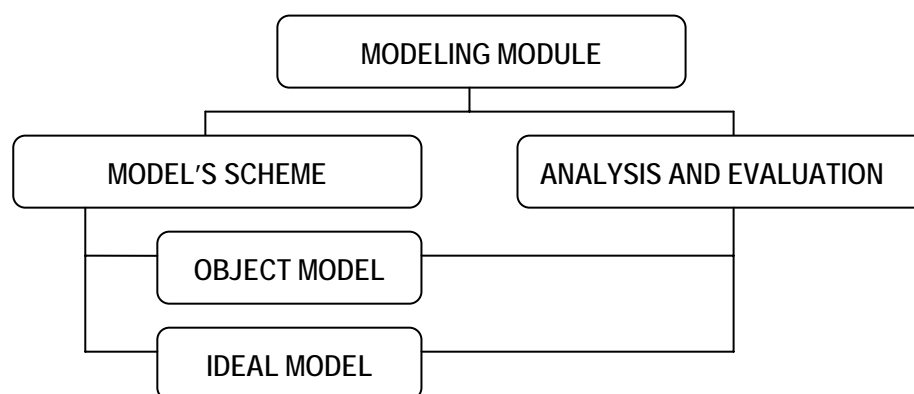 MODELING MODULE
MODEL'S SCHEME
ANALYSIS AND EVALUATION
OBJECT MODEL
IDEAL MODEL